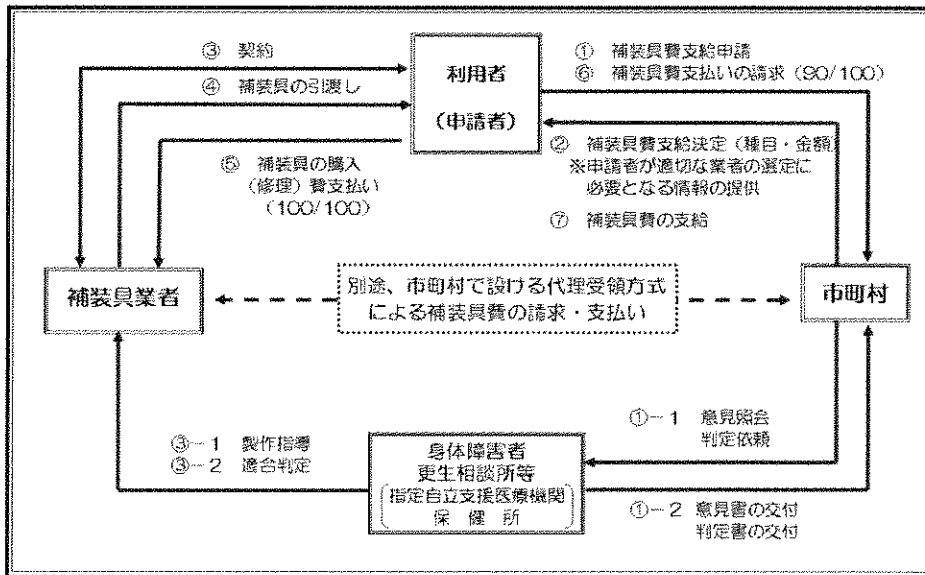 ③ 契約
④ 補装具の引渡し
利用者
(申請者)
① 補装具費支給申請
⑥ 補装具費支払いの請求(90/100)
⑤ 補装具の購入
(修理)費支払い
(100/100)
② 補装具費支給決定(種目・金額)
※申請者が適切な業者の選定に
必要となる情報の提供
⑦ 補装具費の支給
補装具業者
別途、市町村で設ける代理受領方式
による補装具費の請求・支払い
市町村
③-1 製作指導
③-2 適合判定
身体障害者
更生相談所等
(指定自立支援医療機関
保健所)
①-1 意見照会
判定依頼
①-2 意見書の交付
判定書の交付